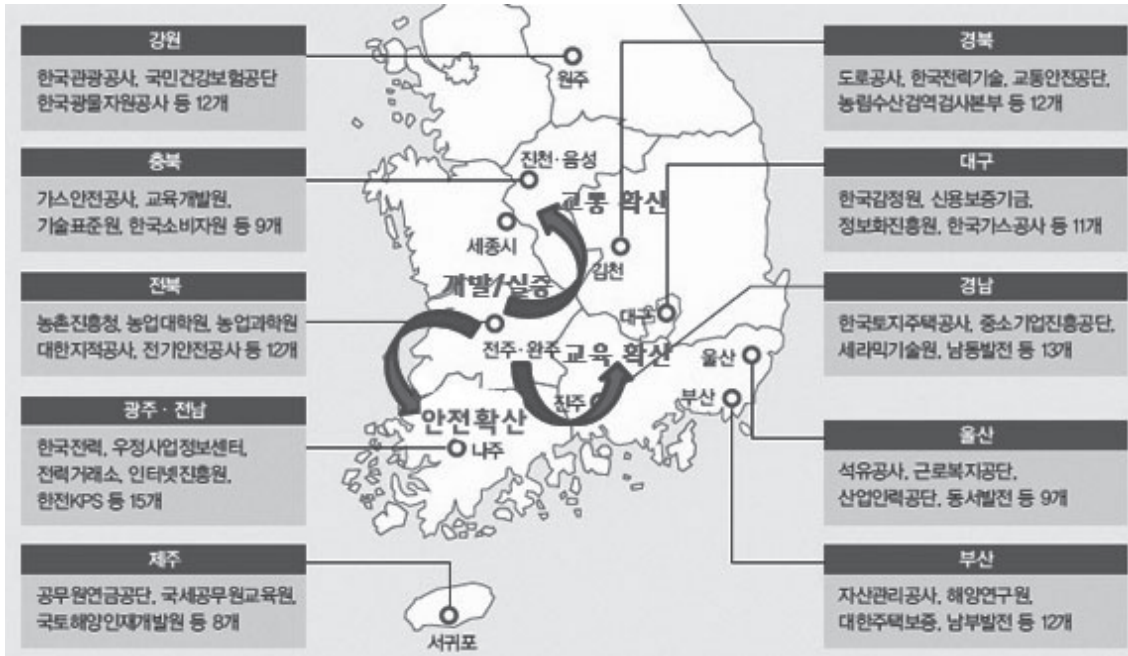 강원
한국관광공사, 국민건강보험공단
한국광물자원공사 등 12개
충북
가스안전공사, 교육개발원,
기술표준원, 한국소비자원 등 9개
전북
농촌진흥청, 농업대학원, 농업과학원
대한지적공사, 전기안전공사 등 12개
광주·전남
한국전력, 우정사업정보센터,
전력거래소, 인터넷진흥원,
한전KPS 등 15개
제주
공무원연금공단, 국세공무원교육원,
국토해양인재개발원 등 8개
원주
진천·음성
교통 확산
세종시
김천
개발/실증
대구
전주·완주
교육 확산
울산
진주
부산
안전확산
나주
서귀포
경북
도로공사, 한국전력기술, 교통안전공단,
농림수산검역검사본부 등 12개
대구
한국감정원, 신용보증기금,
정보화진흥원, 한국가스공사 등 11개
경남
한국토지주택공사, 중소기업진흥공단,
세라믹기술원, 남동발전 등 13개
울산
석유공사, 근로복지공단,
산업인력공단, 동서발전 등 9개
부산
자산관리공사, 해양연구원,
대한주택보증, 남부발전 등 12개